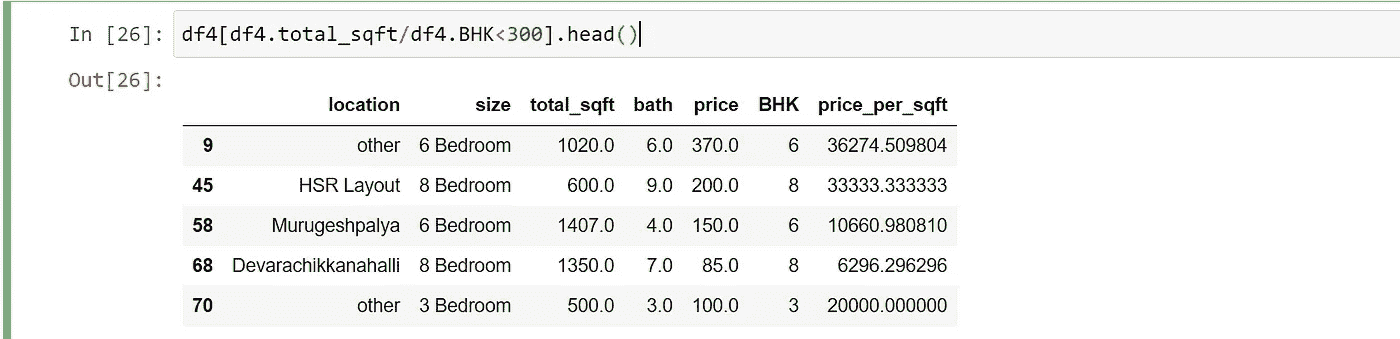 In [26]: df4[df4.total_sqft/df4.BHK<300].head()
Out[26]:
location size total_sqft bath price BHK price_per_sqft
9 other 6 Bedroom 1020.0 6.0 370.0 6 36274.509804
45 HSR Layout 8 Bedroom 600.0 9.0 200.0 8 33333.333333
58 Murugeshpalya 6 Bedroom 1407.0 4.0 150.0 6 10660.980810
68 Devarachikkanahalli 8 Bedroom 1350.0 7.0 85.0 8 6296.296296
70 other 3 Bedroom 500.0 3.0 100.0 3 20000.000000